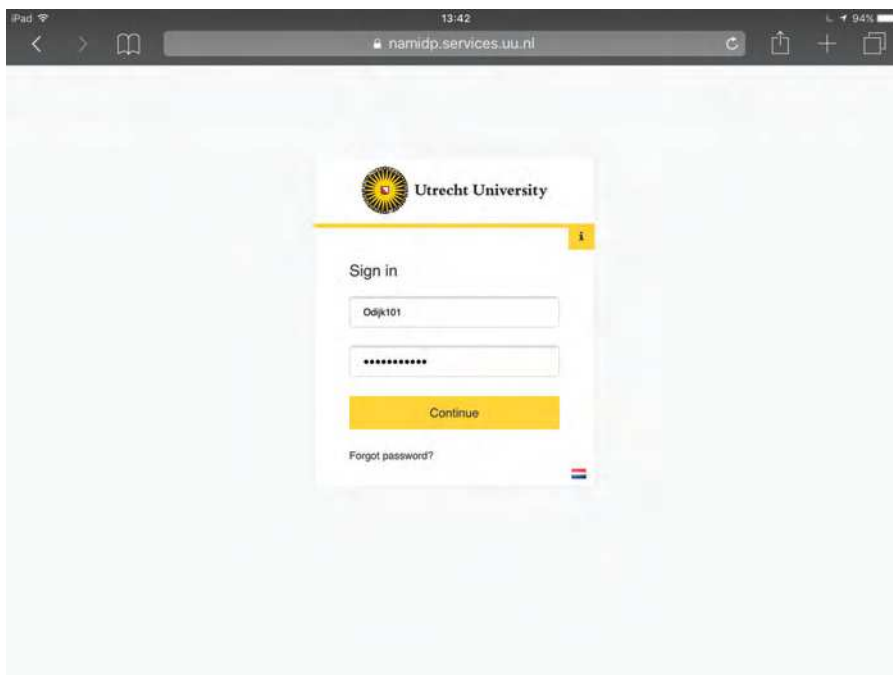 iPad 13:42 94%
namidp.services.uu.nl
Utrecht University
i
Sign in
Odijk101
•••••••••••
Continue
Forgot password?